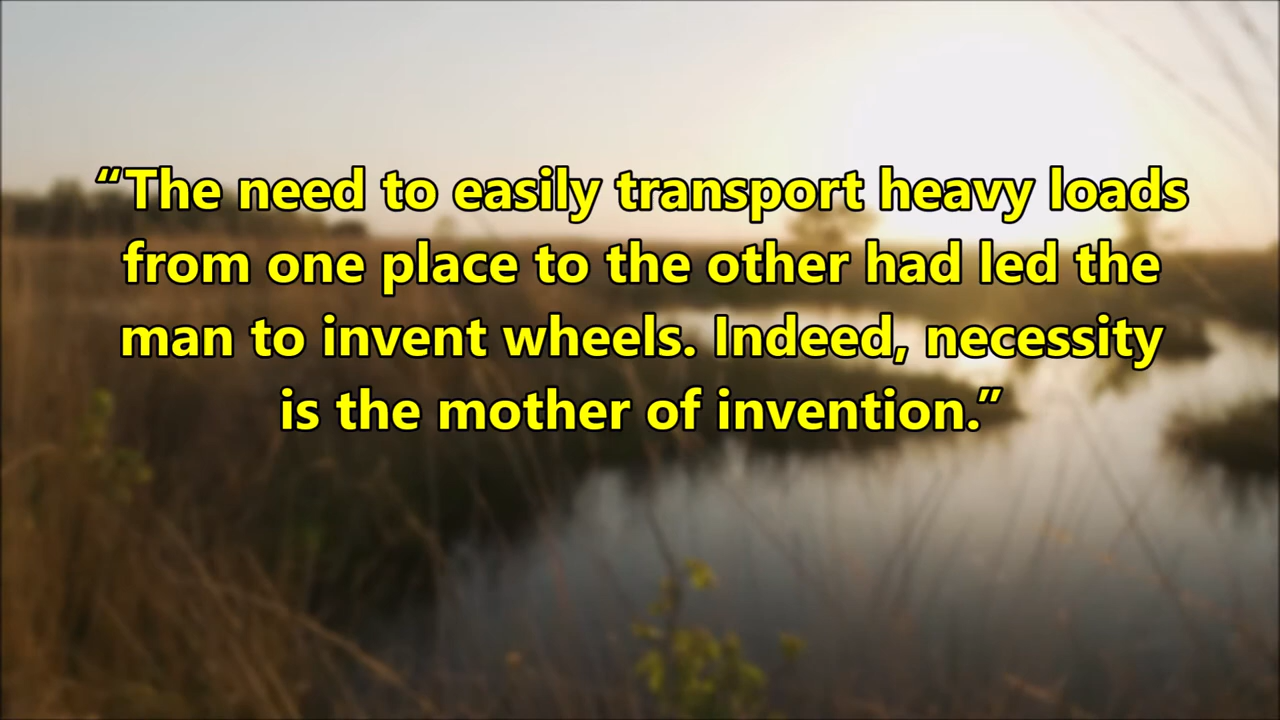 “The need to easily transport heavy loads
from one place to the other had led the
man to invent wheels. Indeed, necessity
is the mother of invention.”